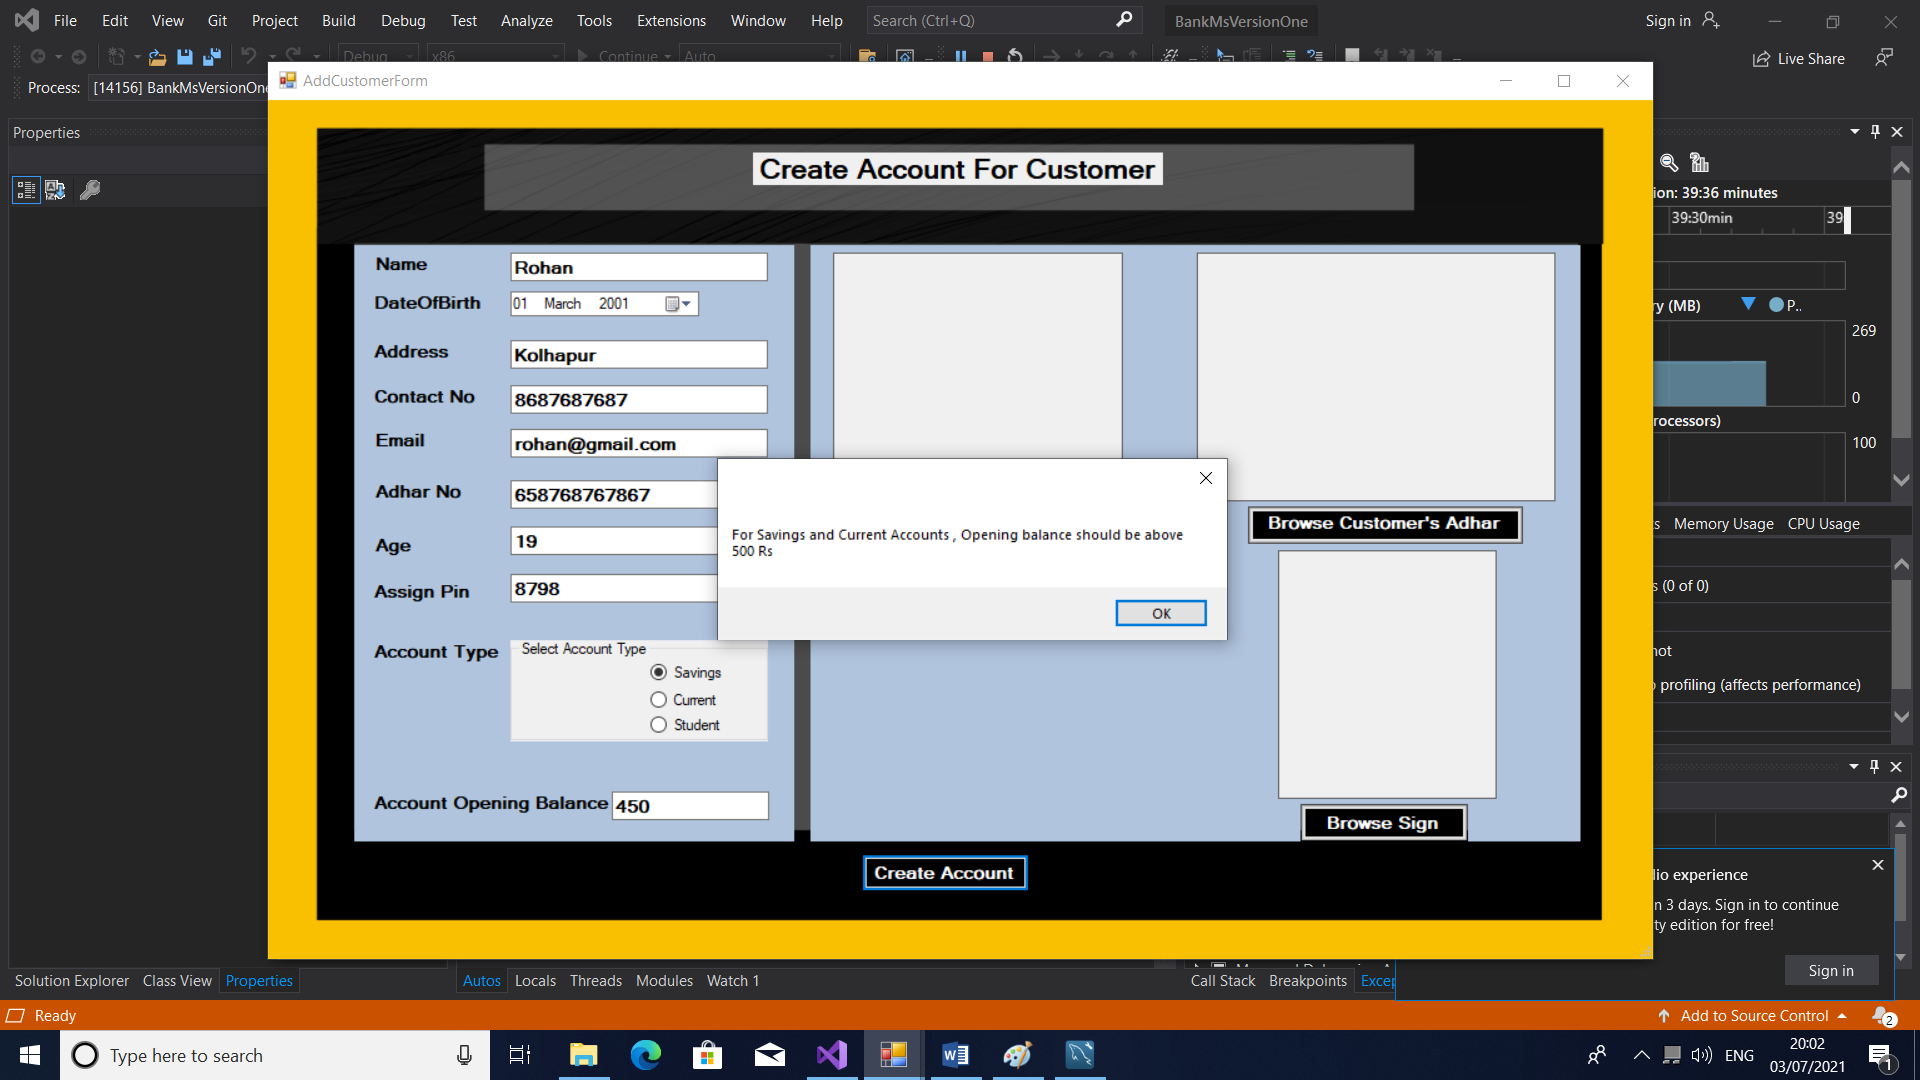 File Edit View Git Project Build Debug Test Analyze Tools Extensions Window Help Search (Ctrl+Q) BankMsVersionOne Sign in
Debug x86 Continue Auto Live Share
Process: [14156] BankMsVersionOne
AddCustomerForm
Properties
Create Account For Customer
ion: 39:36 minutes
39:30min 39
Name Rohan
DateOfBirth 01 March 2001
ry (MB) P..
269
0
Address Kolhapur
Contact No 8687687687
rocessors)
100
Email rohan@gmail.com
Adhar No 658768767867
Browse Customer's Adhar
s Memory Usage CPU Usage
For Savings and Current Accounts , Opening balance should be above
500 Rs
OK
Age 19
Assign Pin 8798
s (0 of 0)
not
o profiling (affects performance)
Account Type Select Account Type
Savings
Current
Student
Account Opening Balance 450
Browse Sign
Create Account
lio experience
n 3 days. Sign in to continue
ty edition for free!
Sign in
Solution Explorer Class View Properties Autos Locals Threads Modules Watch 1 Call Stack Breakpoints Excep
Ready Add to Source Control 2
Type here to search ENG 20:02
03/07/2021 1